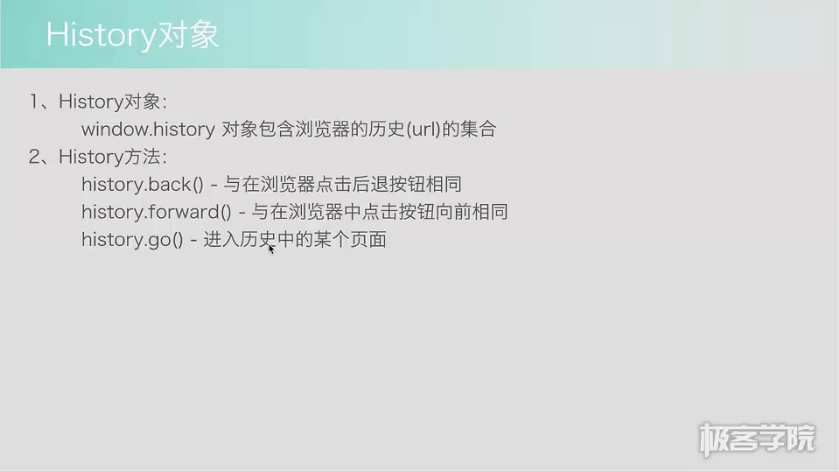 History对象
1、History对象：
window.history 对象包含浏览器的历史(url)的集合
2、History方法：
history.back() - 与在浏览器点击后退按钮相同
history.forward() - 与在浏览器中点击按钮向前相同
history.go() - 进入历史中的某个页面
极客学院